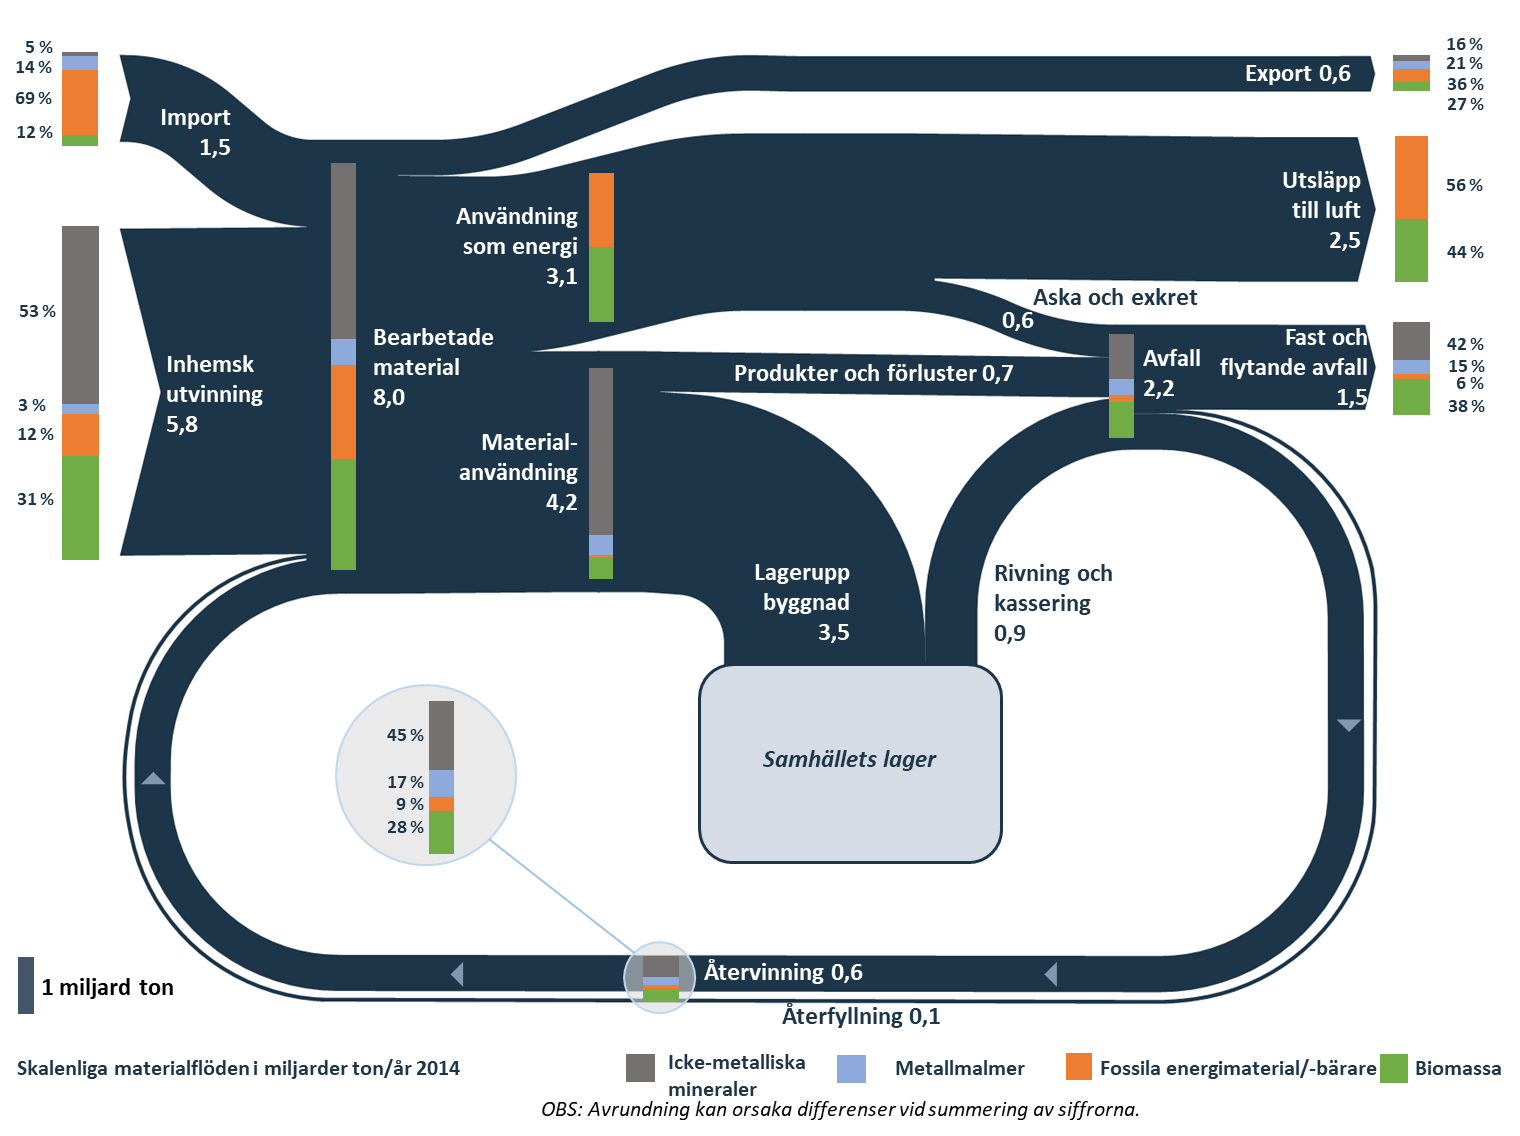 5 %
14 %
69 %
12 %
Import
1,5
53 %
3 %
12 %
31 %
Inhemsk
utvinning
5,8
Bearbetade
material
8,0
Användning
som energi
3,1
Material-
användning
4,2
Export 0,6
16 %
21 %
36 %
27 %
Utsläpp
till luft
2,5
56 %
44 %
Aska och exkret
0,6
Produkter och förluster 0,7
Avfall
2,2
Fast och
flytande avfall
1,5
42 %
15 %
6 %
38 %
Lagerupp
byggnad
3,5
Rivning och
kassering
0,9
Samhällets lager
45 %
17 %
9 %
28 %
Återvinning 0,6
Återfyllning 0,1
1 miljard ton
Skalenliga materialflöden i miljarder ton/år 2014
Icke-metalliska
mineraler
Metallmalmer
Fossila energimaterial/-bärare
Biomassa
OBS: Avrundning kan orsaka differenser vid summering av siffrorna.